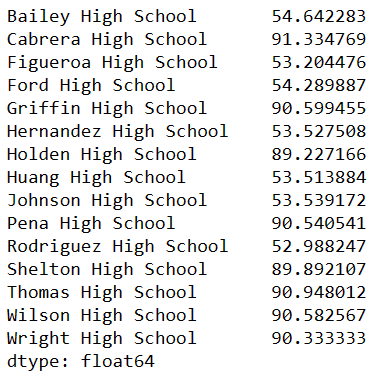 Bailey High School 54.642283
Cabrera High School 91.334769
Figueroa High School 53.204476
Ford High School 54.289887
Griffin High School 90.599455
Hernandez High School 53.527508
Holden High School 89.227166
Huang High School 53.513884
Johnson High School 53.539172
Pena High School 90.540541
Rodriguez High School 52.988247
Shelton High School 89.892107
Thomas High School 90.948012
Wilson High School 90.582567
Wright High School 90.333333
dtype: float64